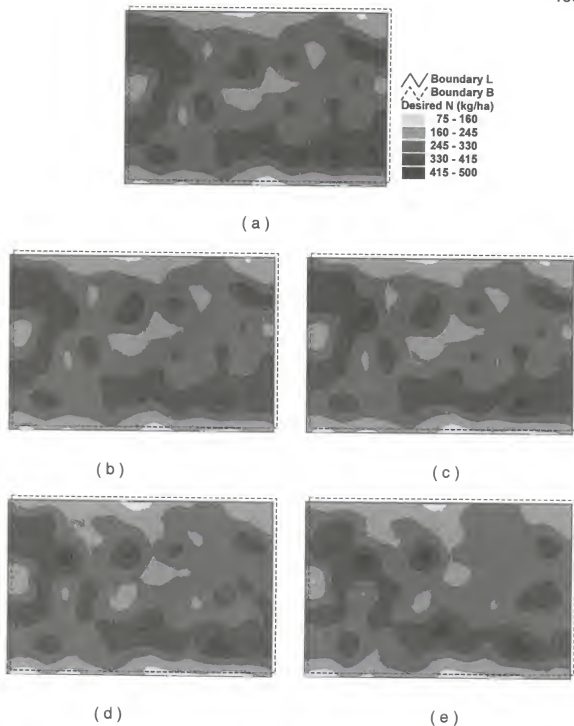 Boundary L
Boundary B
Desired N (kg/ha)
75 - 160
160 - 245
245 - 330
330 - 415
415 - 500
(a)
(b)
(c)
(d)
(e)